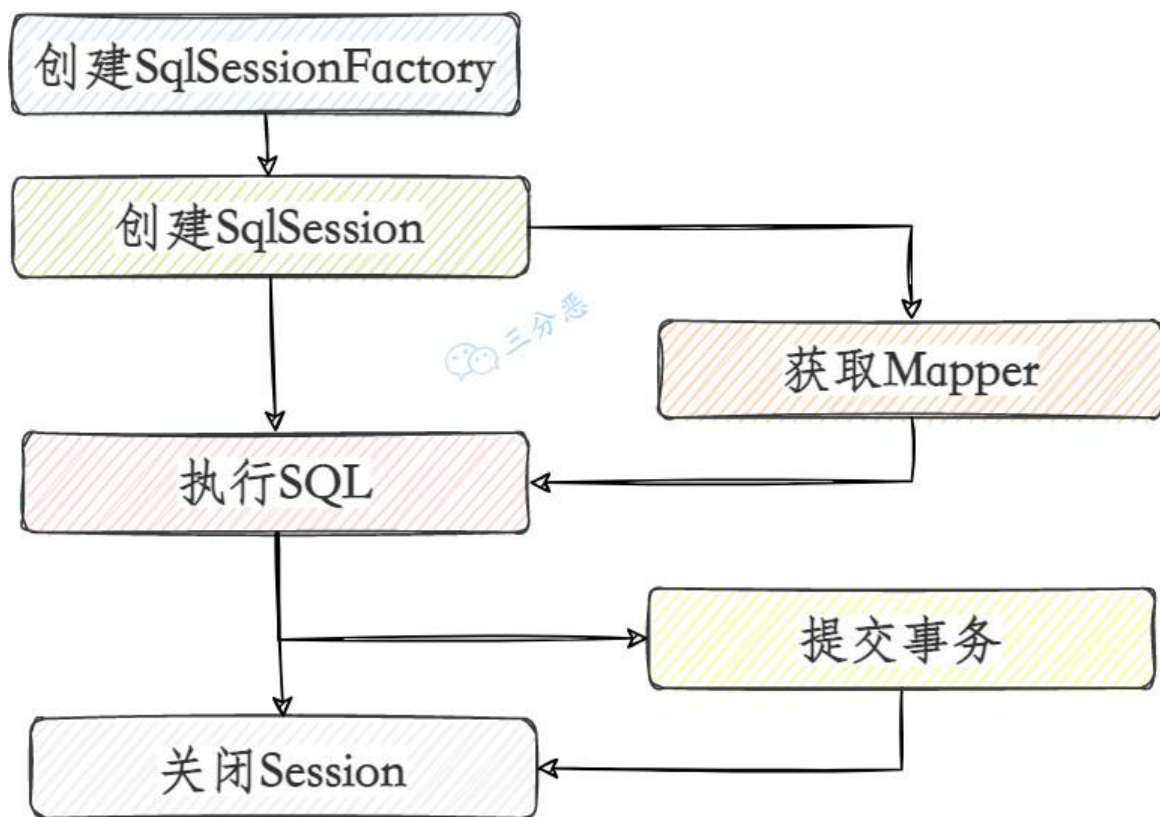 创建SqlSessionFactory
创建SqlSession
三分恶
获取Mapper
执行SQL
提交事务
关闭Session